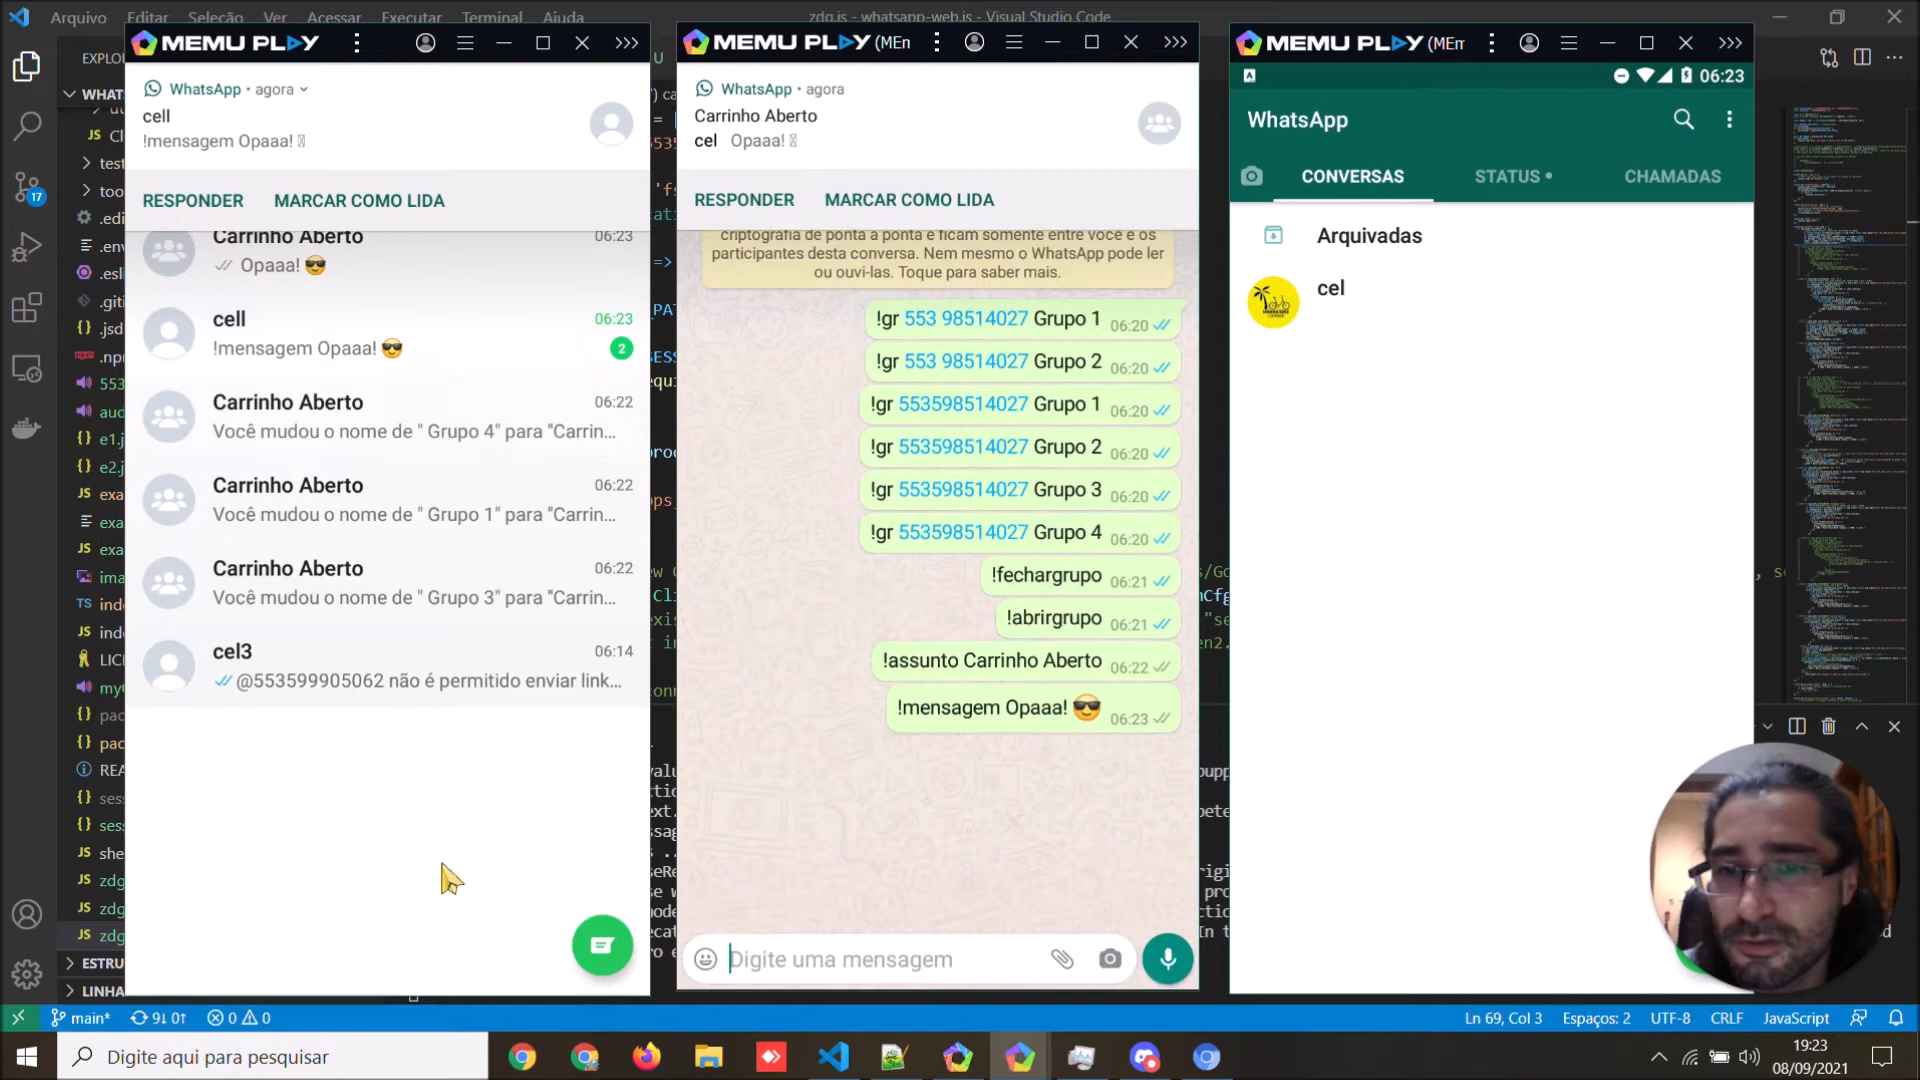 Arquivo Editar Seleção Ver Acessar Executar Terminal Ajuda
zdg.js - whatsapp-web.js - Visual Studio Code
MEMU PLAY
WhatsApp • agora
cell
!mensagem Opaaa!
RESPONDER MARCAR COMO LIDA
Carrinho Aberto 06:23
Opaaa! 😎
cell 06:23
!mensagem Opaaa! 😎 2
Carrinho Aberto 06:22
Você mudou o nome de " Grupo 4" para "Carrin...
Carrinho Aberto 06:22
Você mudou o nome de " Grupo 1" para "Carrin...
Carrinho Aberto 06:22
Você mudou o nome de " Grupo 3" para "Carrin...
cel3 06:14
@553599905062 não é permitido enviar link...
MEMU PLAY (MEm
WhatsApp • agora
Carrinho Aberto
cel Opaaa!
RESPONDER MARCAR COMO LIDA
criptografia de ponta a ponta e ficam somente entre você e os
participantes desta conversa. Nem mesmo o WhatsApp pode ler
ou ouvi-las. Toque para saber mais.
!gr 553 98514027 Grupo 1 06:20
!gr 553 98514027 Grupo 2 06:20
!gr 553598514027 Grupo 1 06:20
!gr 553598514027 Grupo 2 06:20
!gr 553598514027 Grupo 3 06:20
!gr 553598514027 Grupo 4 06:20
!fechargrupo 06:21
!abrirgrupo 06:21
!assunto Carrinho Aberto 06:22
!mensagem Opaaa! 😎 06:23
Digite uma mensagem
MEMU PLAY (MEm
06:23
WhatsApp
CONVERSAS STATUS • CHAMADAS
Arquivadas
cel
17
main* 9↓ 0↑ 0 0
Ln 69, Col 3 Espaços: 2 UTF-8 CRLF JavaScript
Digite aqui para pesquisar
19:23
08/09/2021